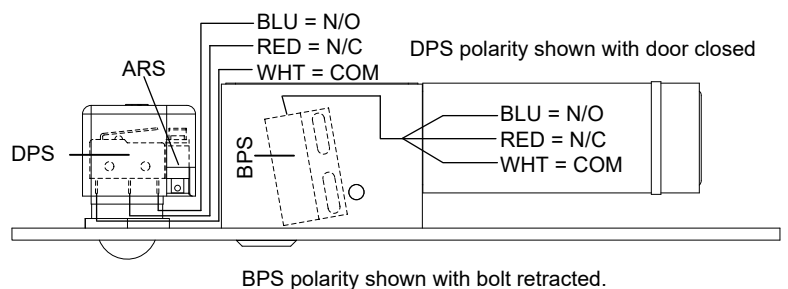 BLU = N/O
RED = N/C
WHT = COM
DPS polarity shown with door closed
ARS
DPS
BPS
BLU = N/O
RED = N/C
WHT = COM
BPS polarity shown with bolt retracted.